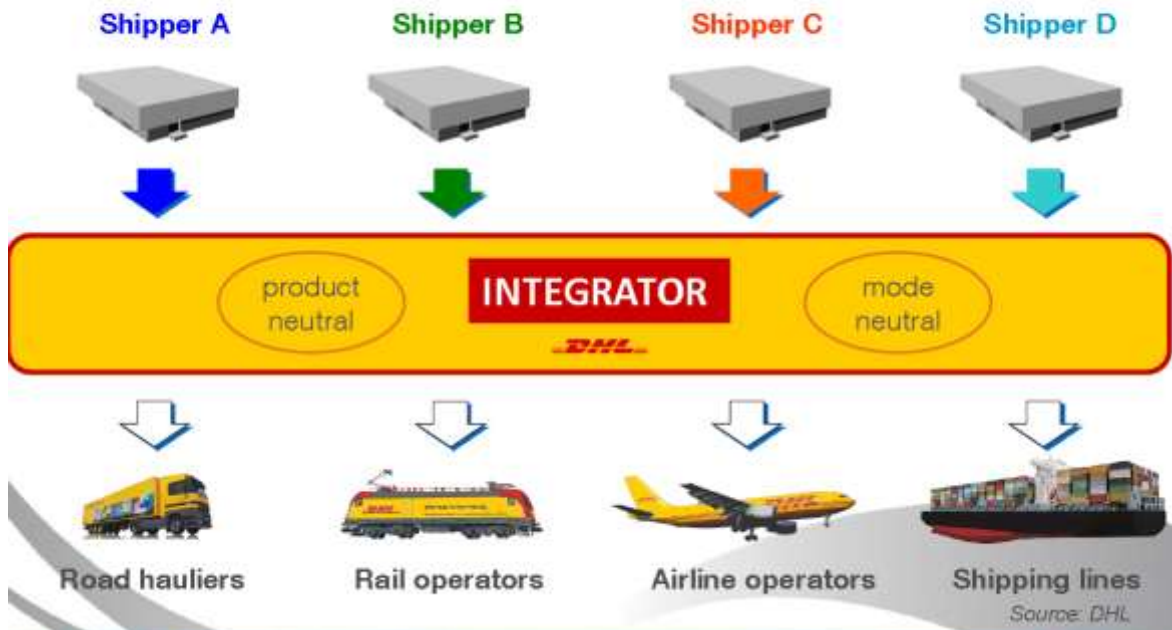 Shipper A
Shipper B
Shipper C
Shipper D
product
neutral
INTEGRATOR
mode
neutral
DHL
DHL
Road hauliers
Rail operators
Airline operators
Shipping lines
Source: DHL